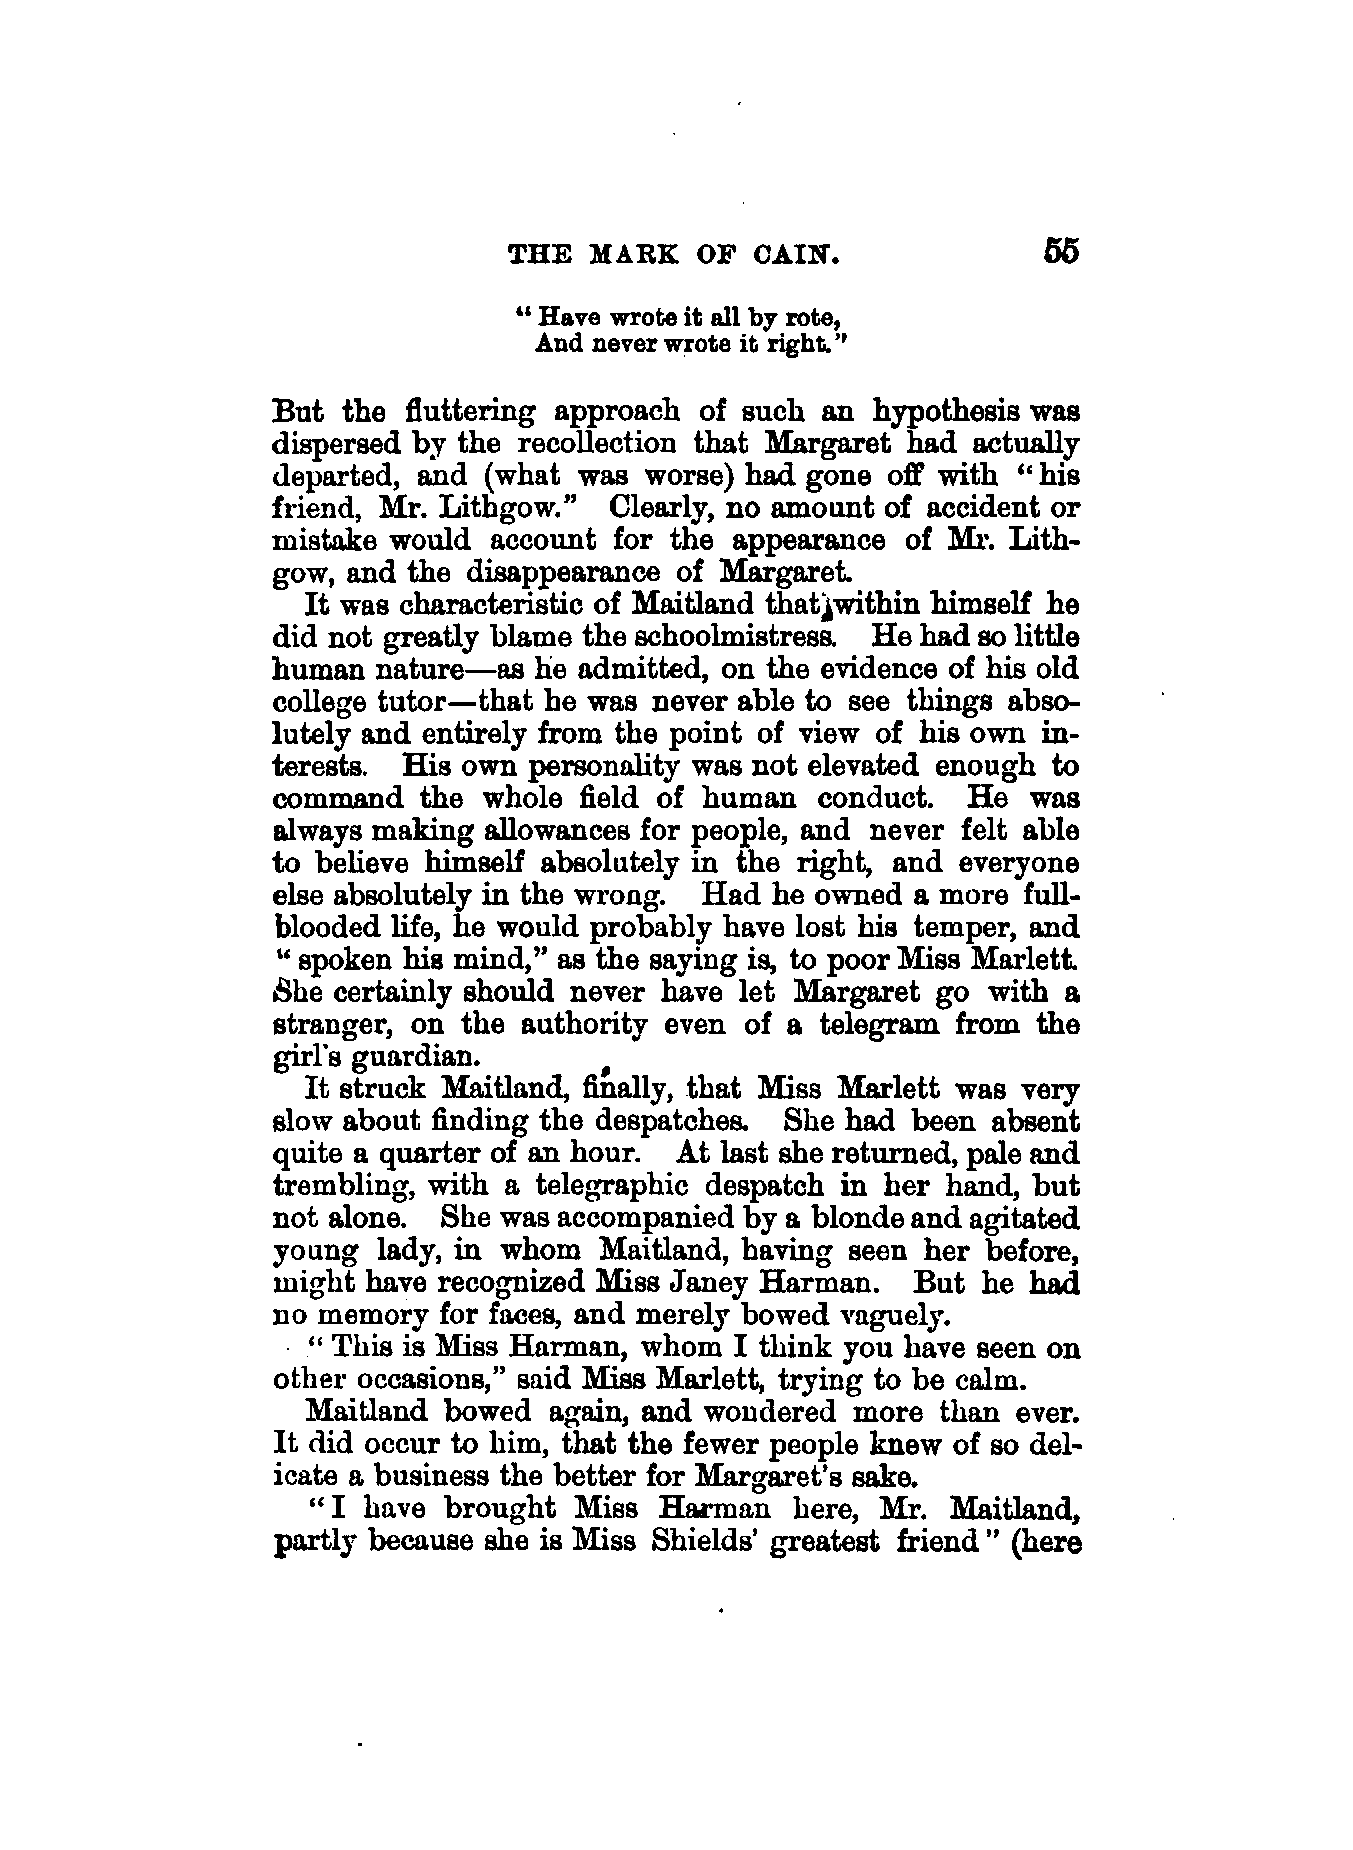 THE MARK OF CAIN. 55
" Have wrote it all by rote,
And never wrote it right."
But the fluttering approach of such an hypothesis was
dispersed by the recollection that Margaret had actually
departed, and (what was worse) had gone off with "his
friend, Mr. Lithgow." Clearly, no amount of accident or
mistake would account for the appearance of Mr. Lith-
gow, and the disappearance of Margaret.
It was characteristic of Maitland that within himself he
did not greatly blame the schoolmistress. He had so little
human nature—as he admitted, on the evidence of his old
college tutor—that he was never able to see things abso-
lutely and entirely from the point of view of his own in-
terests. His own personality was not elevated enough to
command the whole field of human conduct. He was
always making allowances for people, and never felt able
to believe himself absolutely in the right, and everyone
else absolutely in the wrong. Had he owned a more full-
blooded life, he would probably have lost his temper, and
" spoken his mind," as the saying is, to poor Miss Marlett.
She certainly should never have let Margaret go with a
stranger, on the authority even of a telegram from the
girl's guardian.
It struck Maitland, finally, that Miss Marlett was very
slow about finding the despatches. She had been absent
quite a quarter of an hour. At last she returned, pale and
trembling, with a telegraphic despatch in her hand, but
not alone. She was accompanied by a blonde and agitated
young lady, in whom Maitland, having seen her before,
might have recognized Miss Janey Harman. But he had
no memory for faces, and merely bowed vaguely.
" This is Miss Harman, whom I think you have seen on
other occasions," said Miss Marlett, trying to be calm.
Maitland bowed again, and wondered more than ever.
It did occur to him, that the fewer people knew of so del-
icate a business the better for Margaret's sake.
"I have brought Miss Harman here, Mr. Maitland,
partly because she is Miss Shields' greatest friend" (here